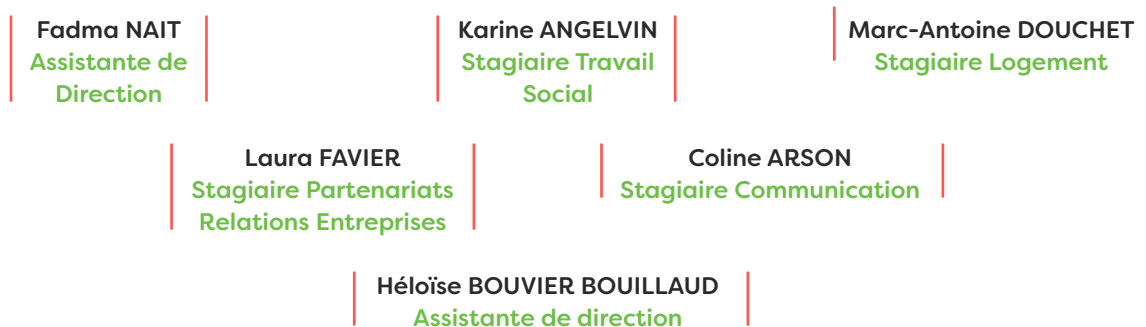 Fadma NAIT
Assistante de
Direction
Karine ANGELVIN
Stagiaire Travail
Social
Marc-Antoine DOUCHET
Stagiaire Logement
Laura FAVIER
Stagiaire Partenariats
Relations Entreprises
Coline ARSON
Stagiaire Communication
Héloïse BOUVIER BOUILLAUD
Assistante de direction